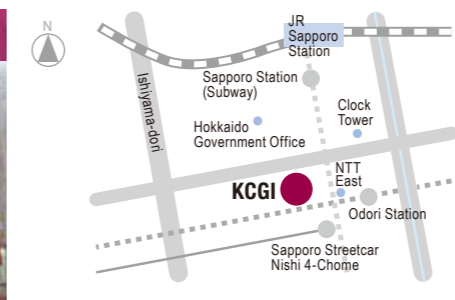 N
JR
Sapporo
Station
Sapporo Station
(Subway)
Ishiyama-dori
Clock
Tower
Hokkaido
Government Office
NTT
East
KCGI
Odori Station
Sapporo Streetcar
Nishi 4-Chome